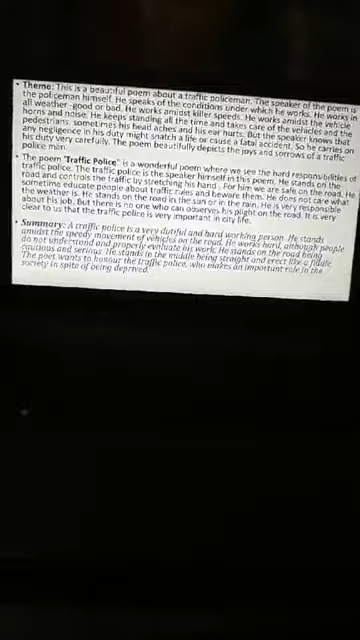 • Theme: This is a beautiful poem about a traffic policeman. The speaker of the poem is
the policeman himself. He speaks of the conditions under which he works. He works in
all weather -good or bad. He works amidst killer speeds. He works amidst the vehicle
horns and noise. He keeps standing all the time and takes care of the vehicles and the
pedestrians. sometimes his head aches and his ear hurts. But the speaker knows that
any negligence in his duty might snatch a life or cause a fatal accident. So he carries on
his duty very carefully. The poem beautifully depicts the joys and sorrows of a traffic
police man.
• The poem "Traffic Police" is a wonderful poem where we see the hard responsibilities of
traffic police. The traffic police is the speaker himself in this poem. He stands on the
road and controls the traffic by stretching his hand . For him we are safe on the road. He
sometime educate people about traffic rules and beware them. He does not care what
the weather is. He stands on the road in the sun or in the rain. He is very responsible
about his job. But there is no one who can observes his plight on the road. It is very
clear to us that the traffic police is very important in city life.
• Summary: A traffic police is a very dutiful and hard working person. He stands
amidst the speedy movement of vehicles on the road. He works hard, although people
do not understand and properly evaluate his work. He stands on the road being
cautious and serious. He stands in the middle being straight and erect like a fiddle.
The poet wants to honour the traffic police, who makes an important role in the
society in spite of being deprived.